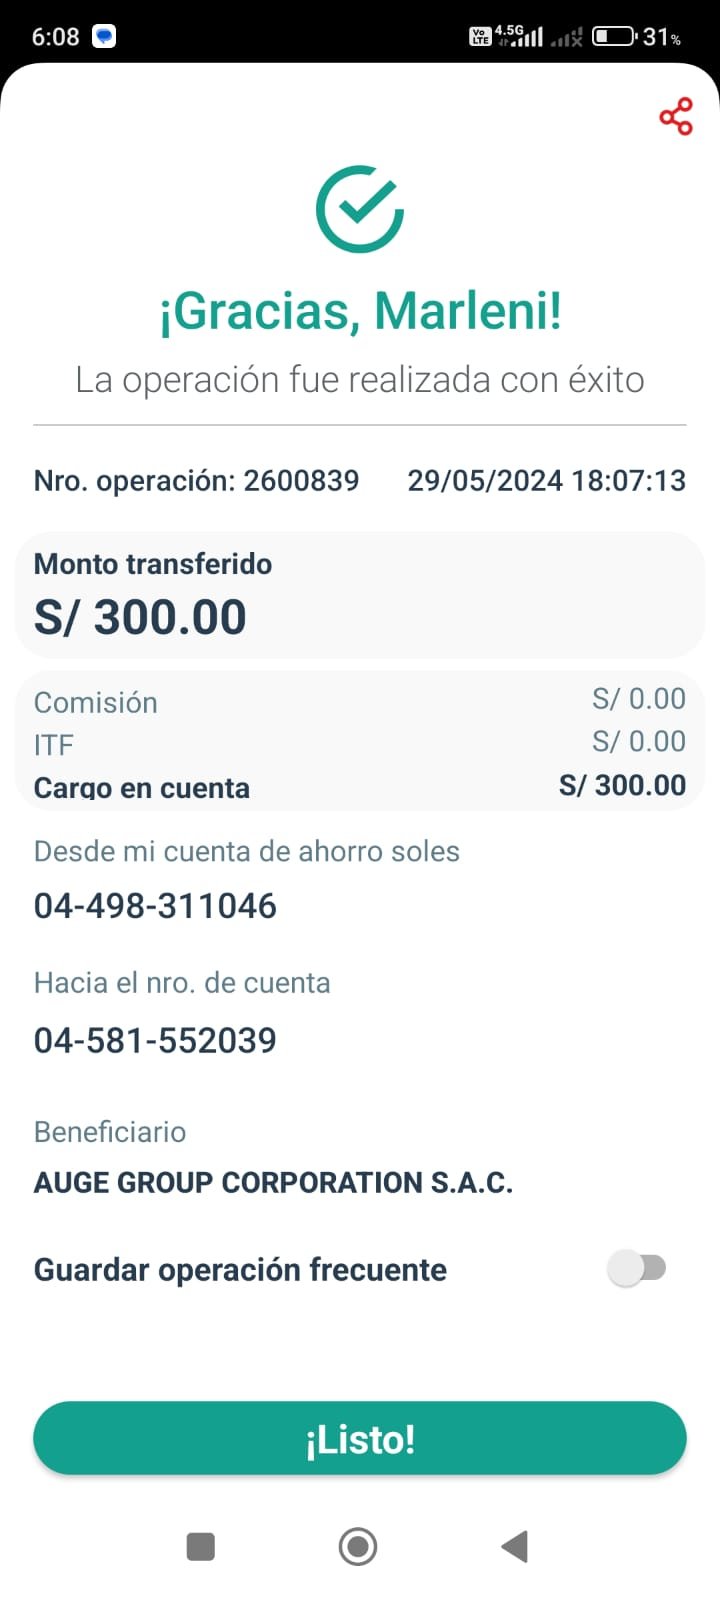 6:08 Vo LTE 4.5G 31%
¡Gracias, Marleni!
La operación fue realizada con éxito
Nro. operación: 2600839 29/05/2024 18:07:13
Monto transferido
S/ 300.00
Comisión S/ 0.00
ITF S/ 0.00
Cargo en cuenta S/ 300.00
Desde mi cuenta de ahorro soles
04-498-311046
Hacia el nro. de cuenta
04-581-552039
Beneficiario
AUGE GROUP CORPORATION S.A.C.
Guardar operación frecuente
¡Listo!